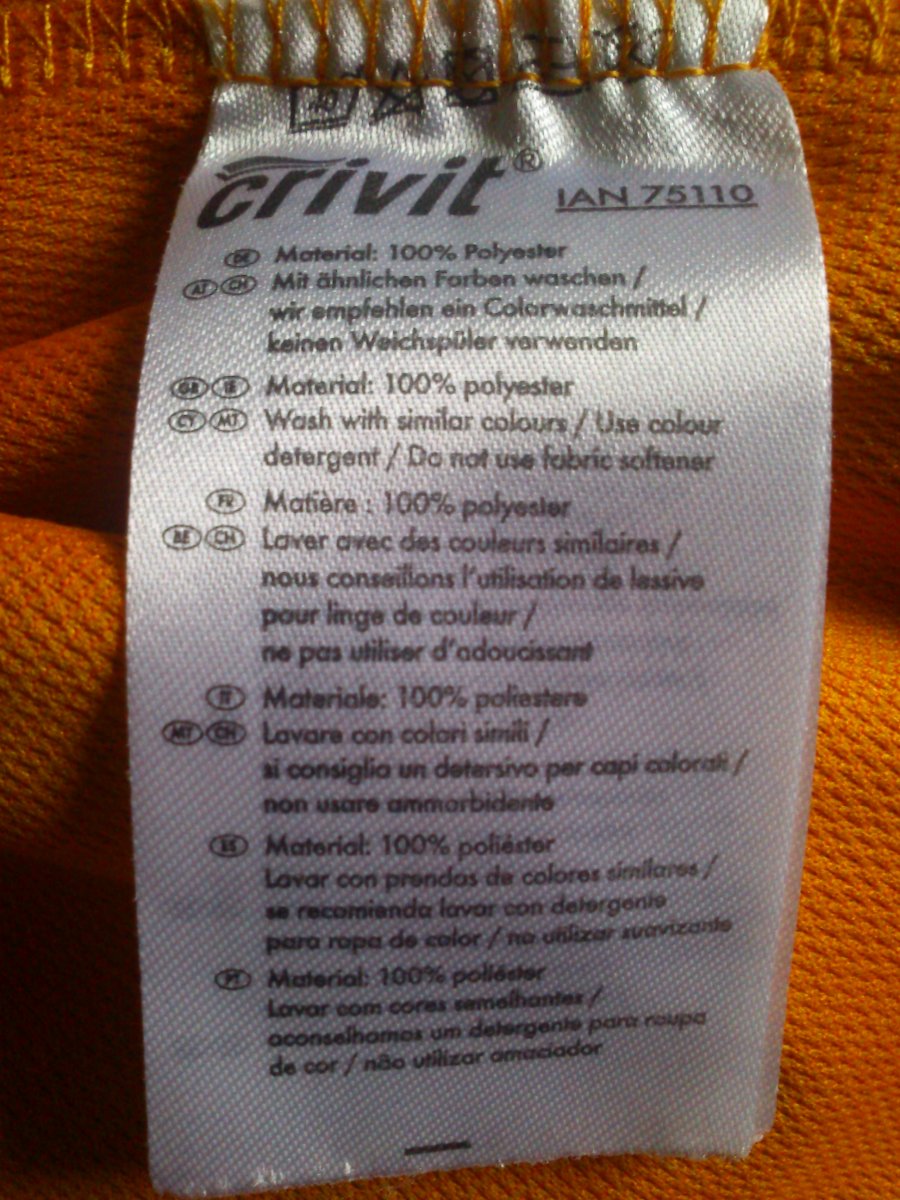 crivit® IAN 75110
DE Material: 100% Polyester
AT CH Mit ähnlichen Farben waschen /
wir empfehlen ein Colorwaschmittel /
keinen Weichspüler verwenden
GB IE Material: 100% polyester
CY MT Wash with similar colours / Use colour
detergent / Do not use fabric softener
FR Matière : 100% polyester
BE CH Laver avec des couleurs similaires /
nous conseillons l'utilisation de lessive
pour linge de couleur /
ne pas utiliser d'adoucissant
IT Materiale: 100% poliestere
MT CH Lavare con colori simili /
si consiglia un detersivo per capi colorati /
non usare ammorbidente
ES Material: 100% poliéster
Lavar con prendas de colores similares /
se recomienda lavar con detergente
para ropa de color / no utilizar suavizante
PT Material: 100% poliéster
Lavar com cores semelhantes /
aconselhamos um detergente para roupa
de cor / não utilizar amaciador